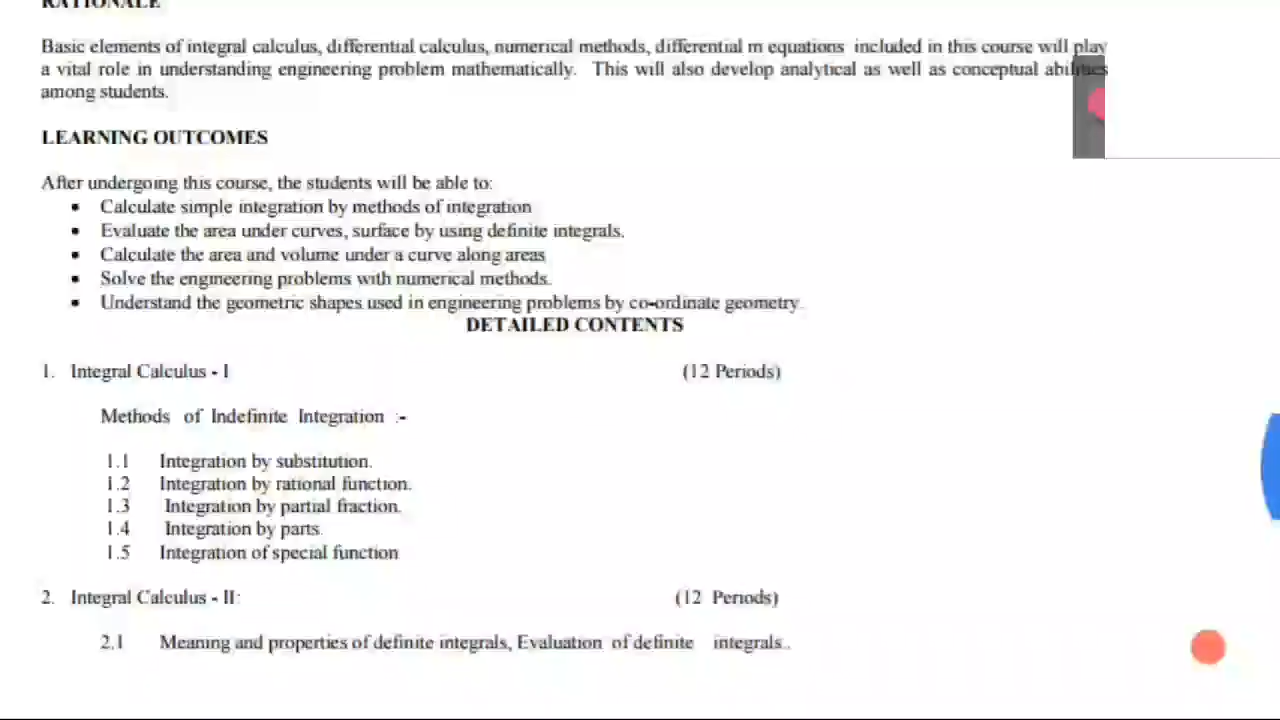 RATIONALE
Basic elements of integral calculus, differential calculus, numerical methods, differential m equations included in this course will play
a vital role in understanding engineering problem mathematically. This will also develop analytical as well as conceptual abilities
among students.
LEARNING OUTCOMES
After undergoing this course, the students will be able to:
• Calculate simple integration by methods of integration
• Evaluate the area under curves, surface by using definite integrals.
• Calculate the area and volume under a curve along areas
• Solve the engineering problems with numerical methods.
• Understand the geometric shapes used in engineering problems by co-ordinate geometry.
DETAILED CONTENTS
1. Integral Calculus - I (12 Periods)
Methods of Indefinite Integration :-
1.1 Integration by substitution.
1.2 Integration by rational function.
1.3 Integration by partial fraction.
1.4 Integration by parts.
1.5 Integration of special function
2. Integral Calculus - II: (12 Periods)
2.1 Meaning and properties of definite integrals, Evaluation of definite integrals..